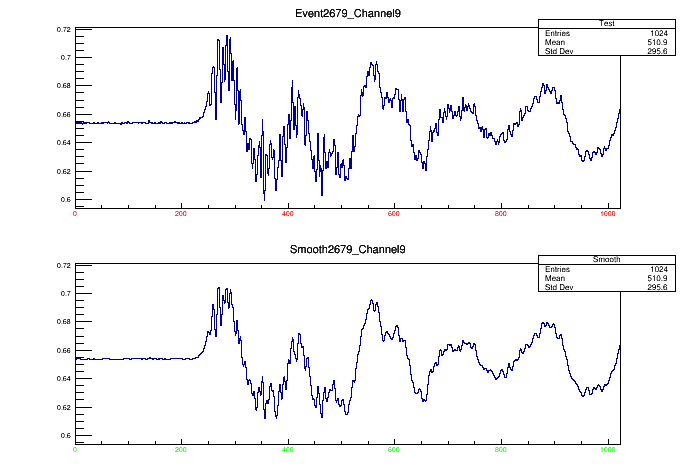 Event2679_Channel9
Test
Entries 1024
Mean 510.9
Std Dev 295.6
0.72
0.7
0.68
0.66
0.64
0.62
0.6
0 200 400 600 800 1000
Smooth2679_Channel9
Smooth
Entries 1024
Mean 510.9
Std Dev 295.6
0.72
0.7
0.68
0.66
0.64
0.62
0.6
0 200 400 600 800 1000